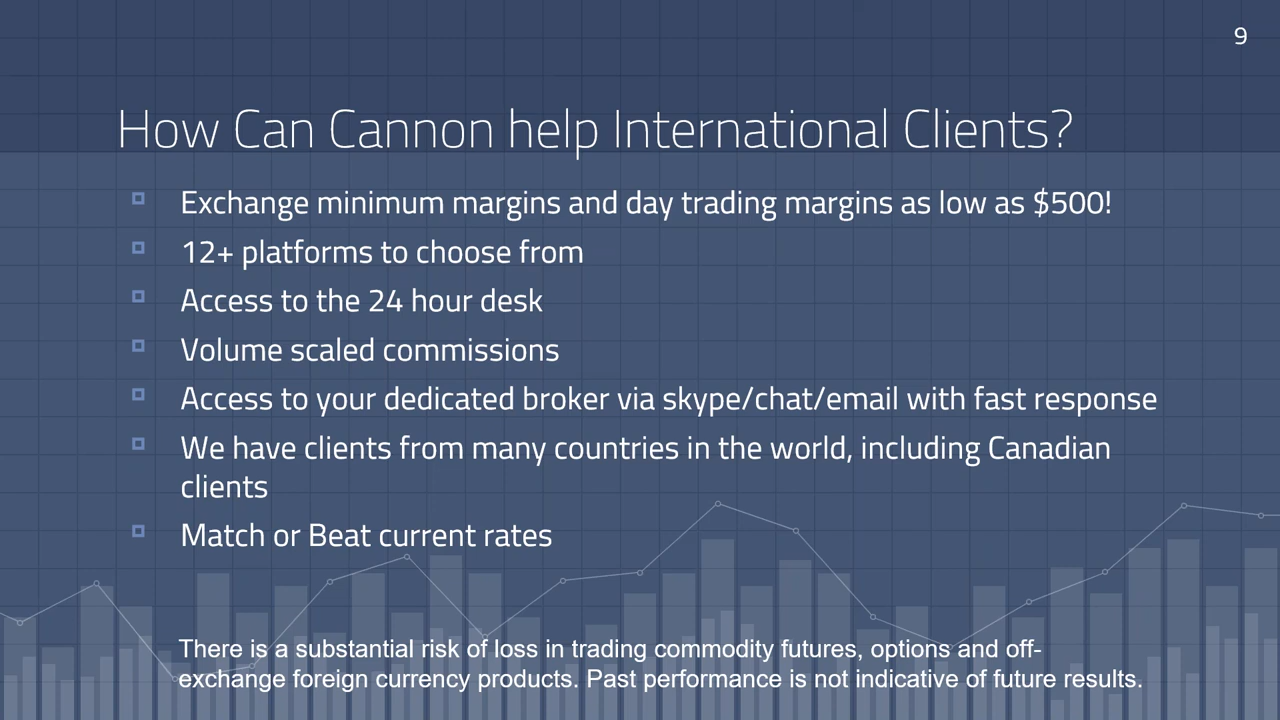 9
How Can Cannon help International Clients?
Exchange minimum margins and day trading margins as low as $500!
12+ platforms to choose from
Access to the 24 hour desk
Volume scaled commissions
Access to your dedicated broker via skype/chat/email with fast response
We have clients from many countries in the world, including Canadian
clients
Match or Beat current rates
There is a substantial risk of loss in trading commodity futures, options and off-
exchange foreign currency products. Past performance is not indicative of future results.